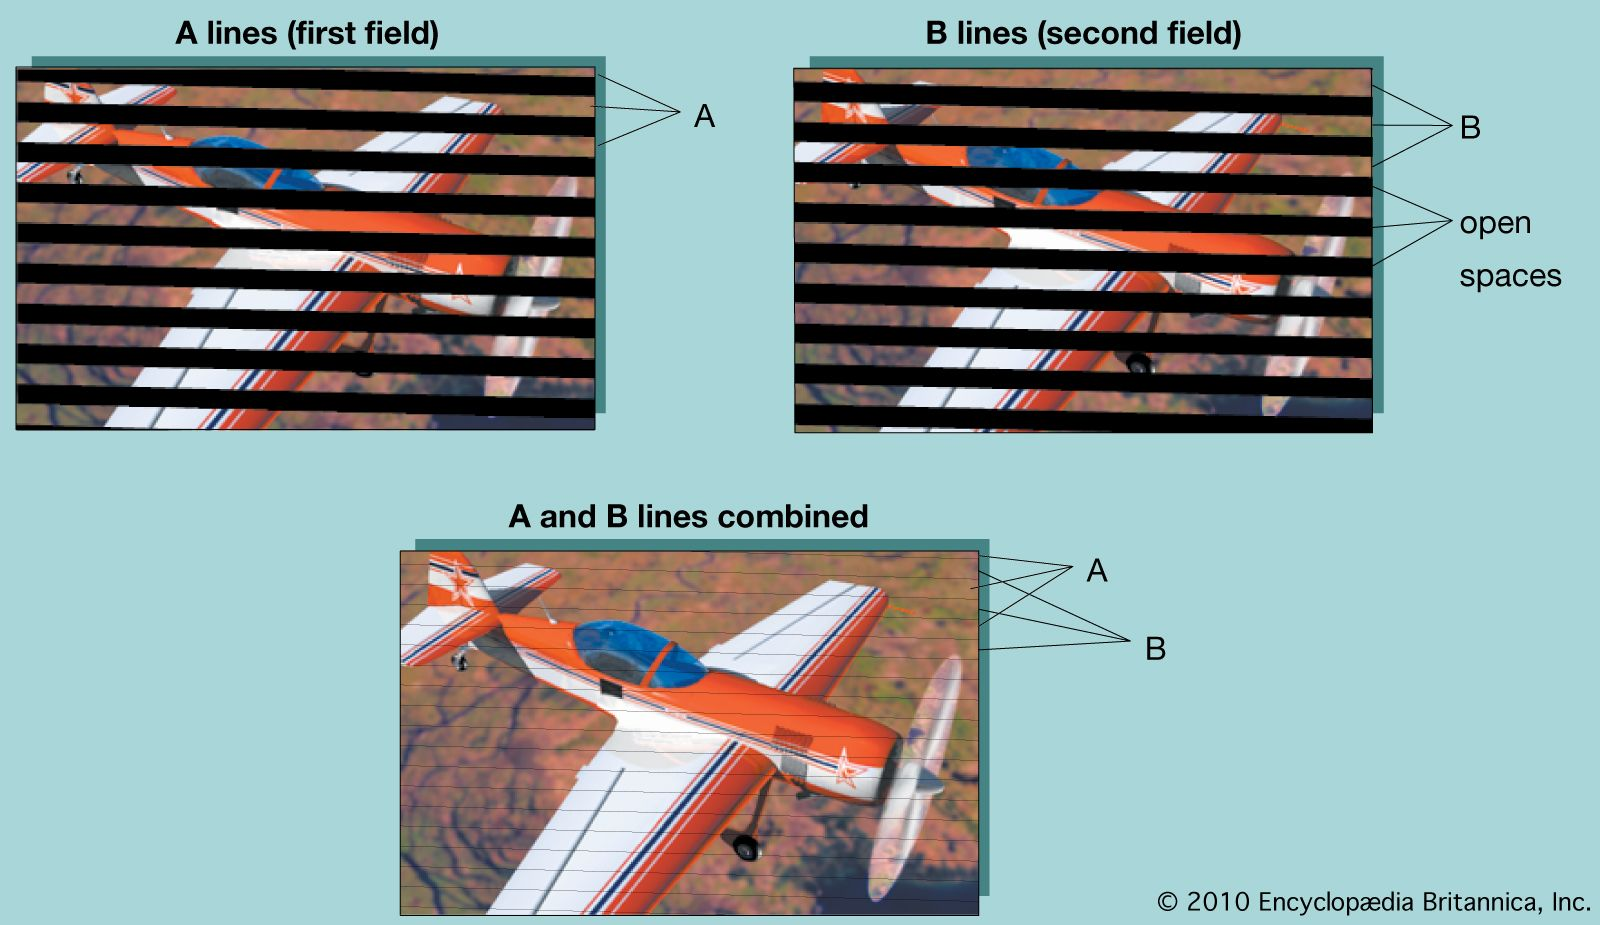 A lines (first field)
B lines (second field)
A
B
open
spaces
A and B lines combined
A
B
© 2010 Encyclopædia Britannica, Inc.